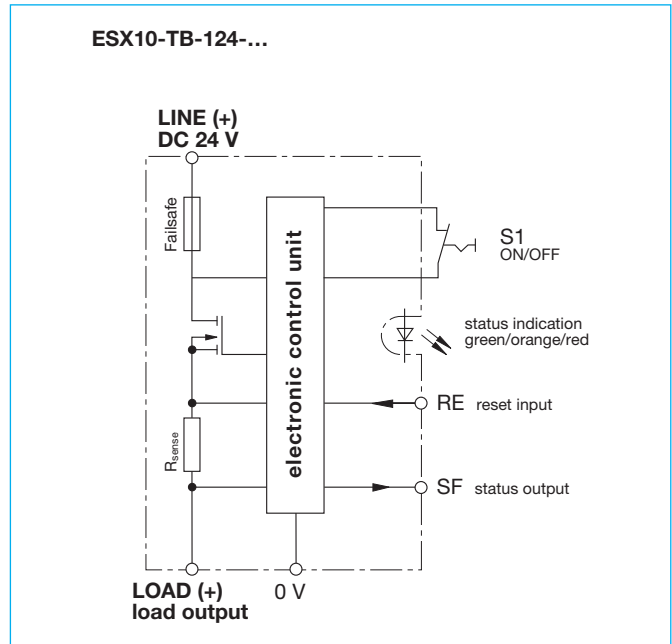 ESX10-TB-124-...
LINE (+)
DC 24 V
Failsafe
electronic control unit
S1
ON/OFF
status indication
green/orange/red
RE reset input
Rsense
SF status output
LOAD (+)
load output
0 V